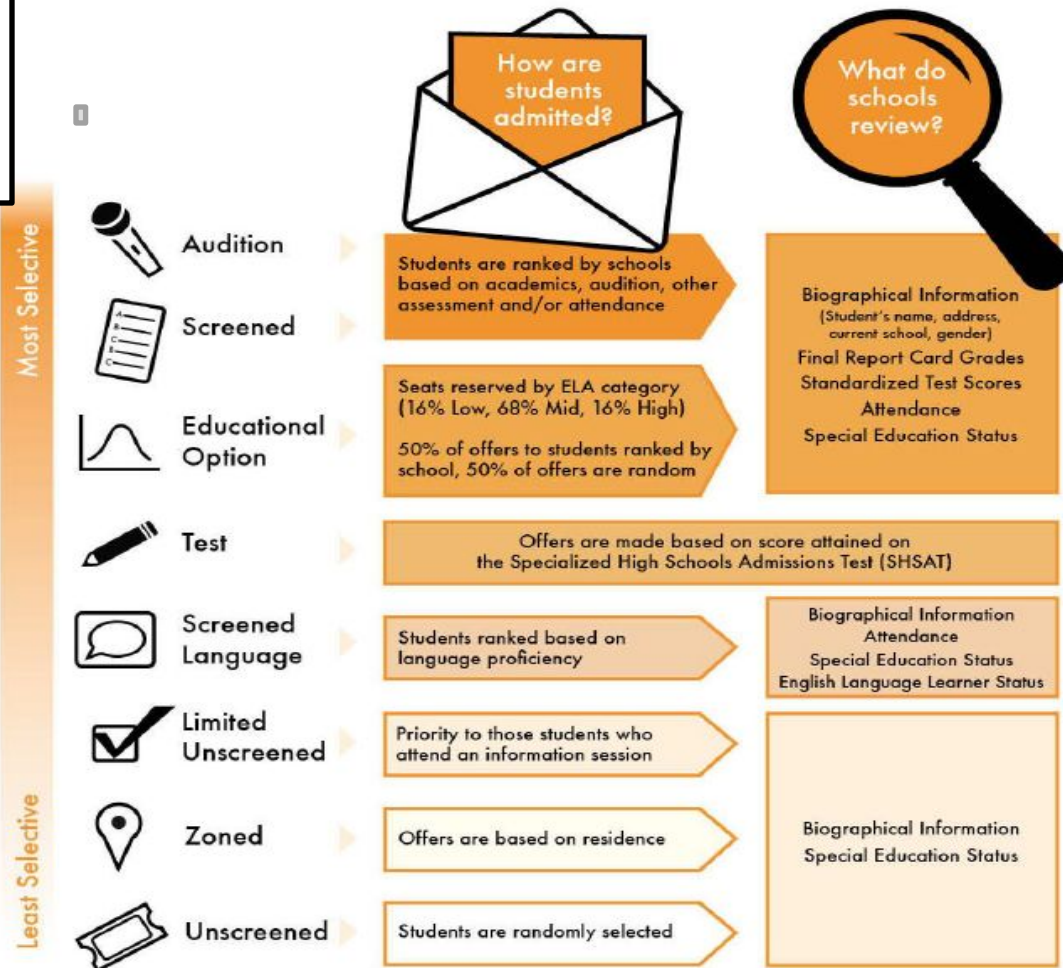 How are
students
admitted?
What do
schools
review?
Most Selective
Least Selective
Audition
Screened
Students are ranked by schools
based on academics, audition, other
assessment and/or attendance
Educational
Option
Seats reserved by ELA category
(16% Low, 68% Mid, 16% High)
50% of offers to students ranked by
school, 50% of offers are random
Biographical Information
(Student's name, address,
current school, gender)
Final Report Card Grades
Standardized Test Scores
Attendance
Special Education Status
Test
Offers are made based on score attained on
the Specialized High Schools Admissions Test (SHSAT)
Screened
Language
Students ranked based on
language proficiency
Biographical Information
Attendance
Special Education Status
English Language Learner Status
Limited
Unscreened
Priority to those students who
attend an information session
Zoned
Offers are based on residence
Unscreened
Students are randomly selected
Biographical Information
Special Education Status